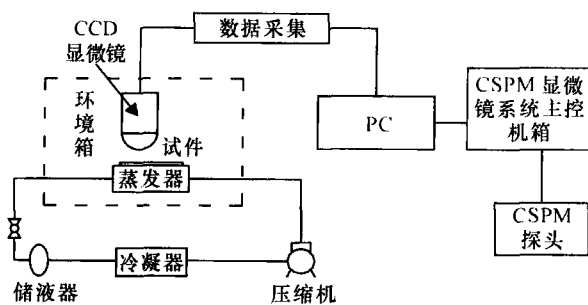 CCD
显微镜
数据采集
环
境
箱
试件
蒸发器
PC
CSPM 显微
镜系统主控
机箱
CSPM
探头
冷凝器
储液器
压缩机